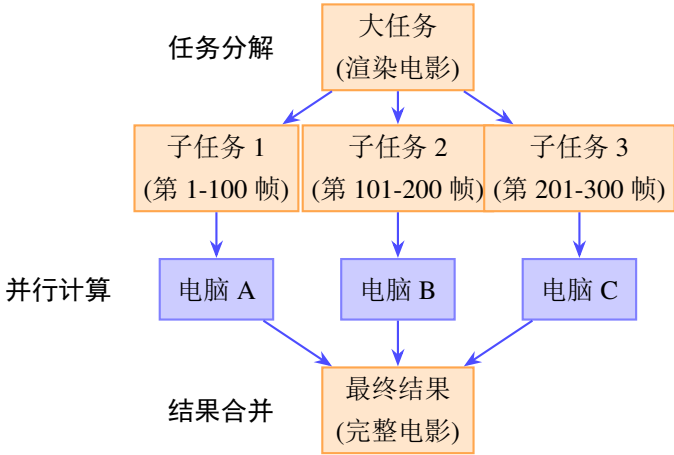 大任务
(渲染电影)
任务分解
子任务 1
(第 1-100 帧)
子任务 2
(第 101-200 帧)
子任务 3
(第 201-300 帧)
并行计算
电脑 A
电脑 B
电脑 C
结果合并
最终结果
(完整电影)